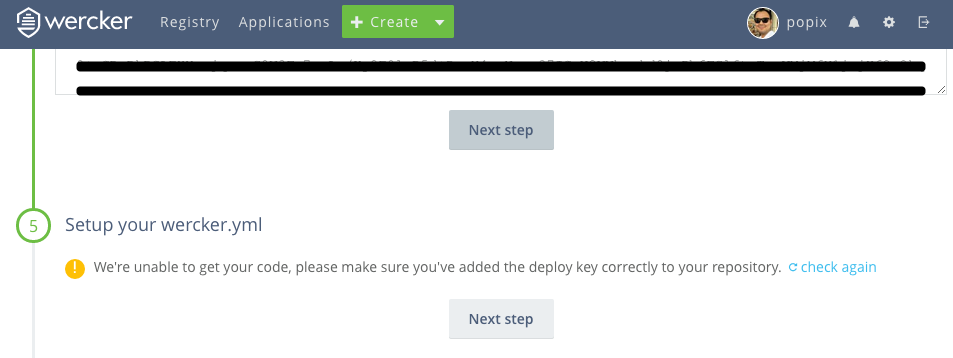 wercker Registry Applications + Create popix
Next step
5 Setup your wercker.yml
! We're unable to get your code, please make sure you've added the deploy key correctly to your repository. check again
Next step